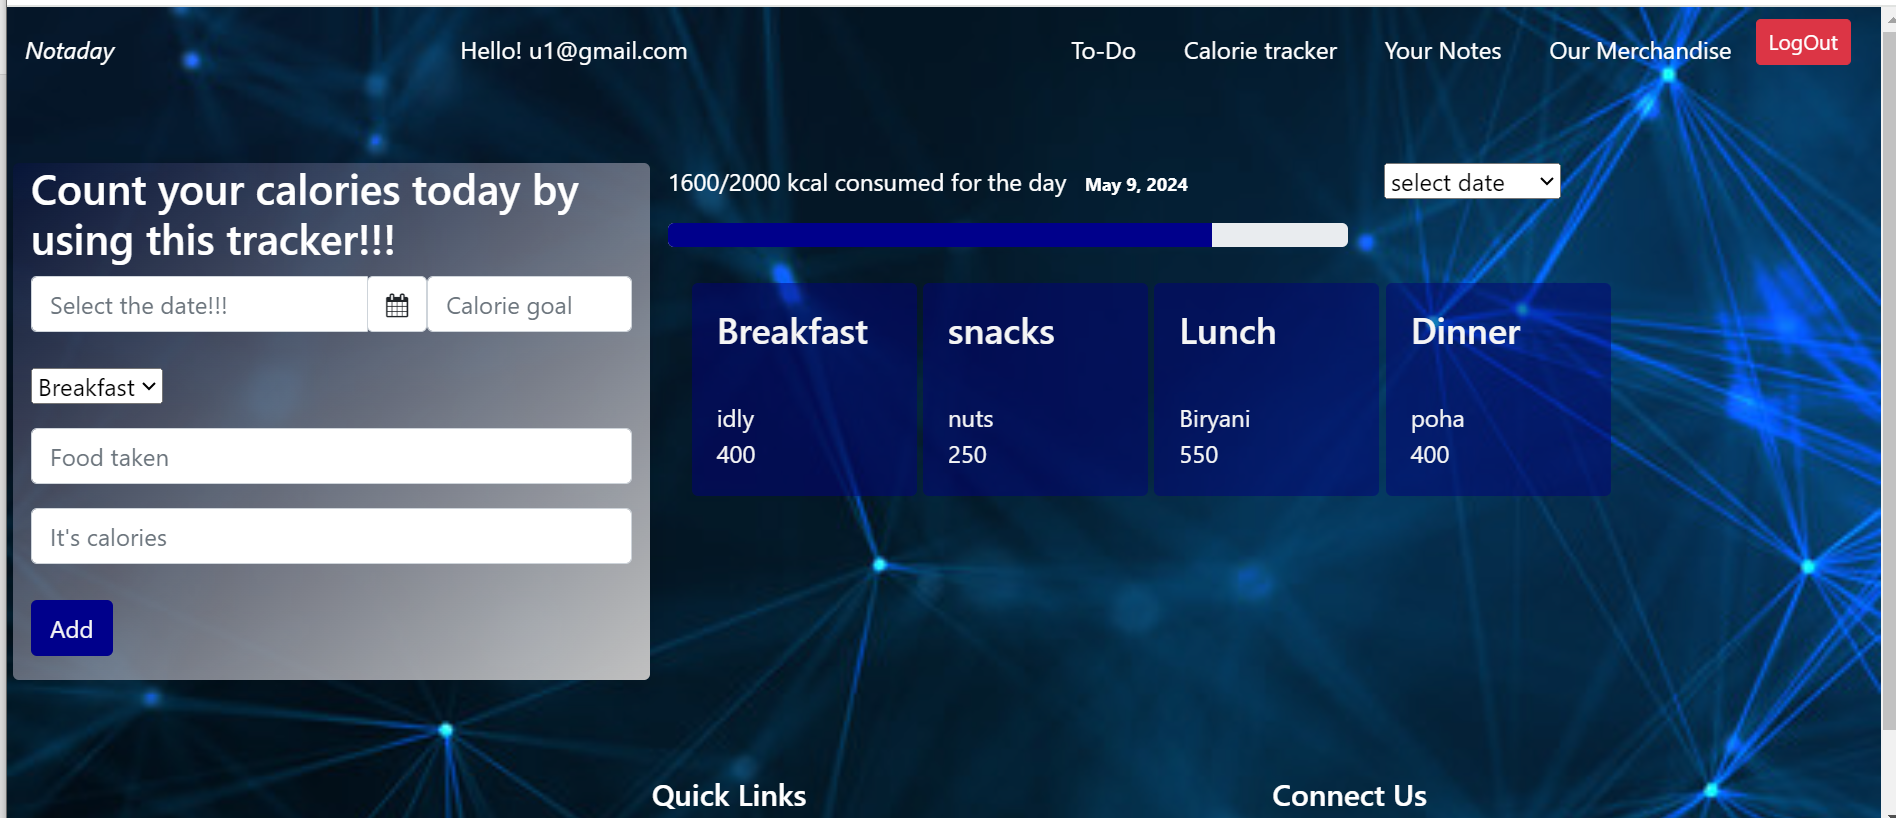 Notaday
Hello! u1@gmail.com
To-Do
Calorie tracker
Your Notes
Our Merchandise
LogOut
Count your calories today by
using this tracker!!!
Select the date!!!
Calorie goal
Breakfast
Food taken
It's calories
Add
1600/2000 kcal consumed for the day May 9, 2024
select date
Breakfast
idly
400
snacks
nuts
250
Lunch
Biryani
550
Dinner
poha
400
Quick Links
Connect Us